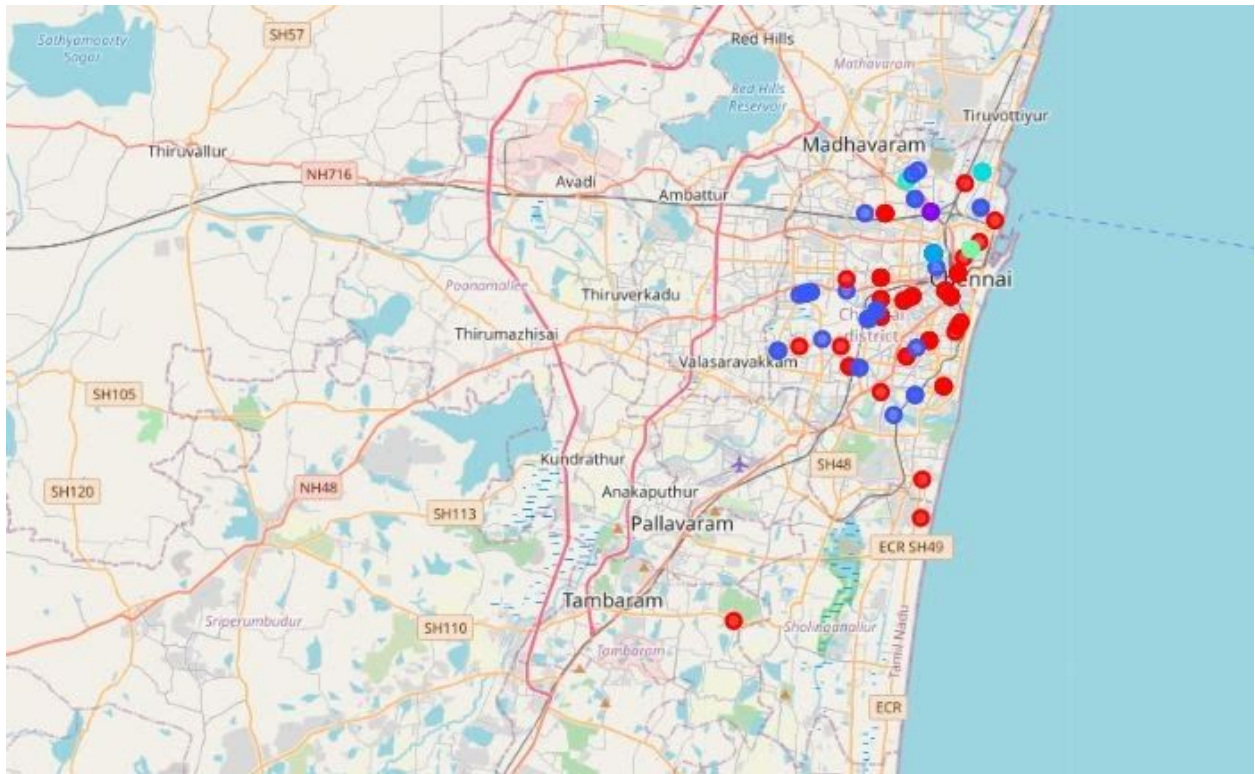 Sathyamoorty
Sagar
SH57
Red Hills
Mathavaram
Red Hills
Reservoir
Tiruvottiyur
Thiruvallur
Madhavaram
NH716
Avadi
Ambattur
Poonamallee
Thiruverkadu
Chennai
Thirumazhisai
district
Valasaravakkam
SH105
Kundrathur
SH48
SH120
NH48
Anakaputhur
SH113
Pallavaram
ECR SH49
Tambaram
Sriperumbudur
SH110
Sholinganallur
Tambaram
Tamil Nadu
ECR